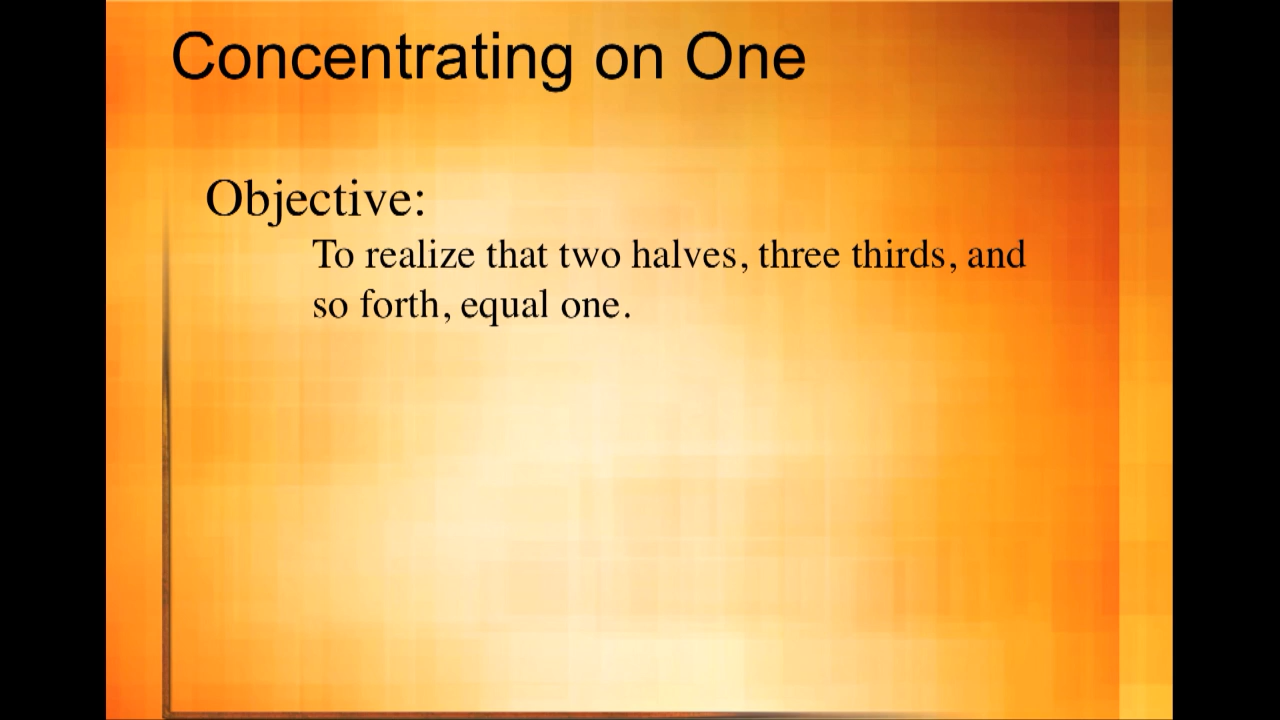 Concentrating on One
Objective:
To realize that two halves, three thirds, and
so forth, equal one.